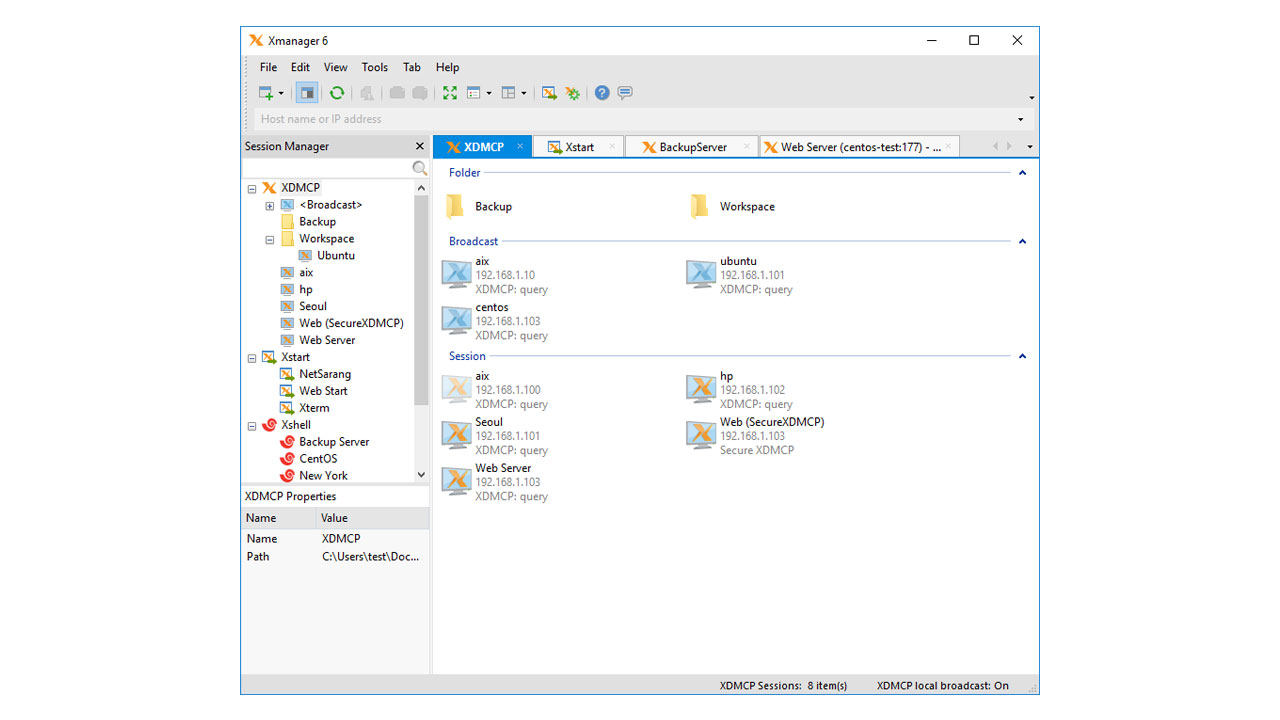 Xmanager 6
File Edit View Tools Tab Help
Host name or IP address
Session Manager
XDMCP
<Broadcast>
Backup
Workspace
Ubuntu
aix
hp
Seoul
Web (SecureXDMCP)
Web Server
Xstart
NetSarang
Web Start
Xterm
Xshell
Backup Server
CentOS
New York
XDMCP Properties
Name Value
Name XDMCP
Path C:\Users\test\Doc...
XDMCP Xstart BackupServer Web Server (centos-test:177) - ...
Folder
Backup Workspace
Broadcast
aix
192.168.1.10
XDMCP: query
ubuntu
192.168.1.101
XDMCP: query
centos
192.168.1.103
XDMCP: query
Session
aix
192.168.1.100
XDMCP: query
hp
192.168.1.102
XDMCP: query
Seoul
192.168.1.101
XDMCP: query
Web (SecureXDMCP)
192.168.1.103
Secure XDMCP
Web Server
192.168.1.103
XDMCP: query
XDMCP Sessions: 8 item(s) XDMCP local broadcast: On